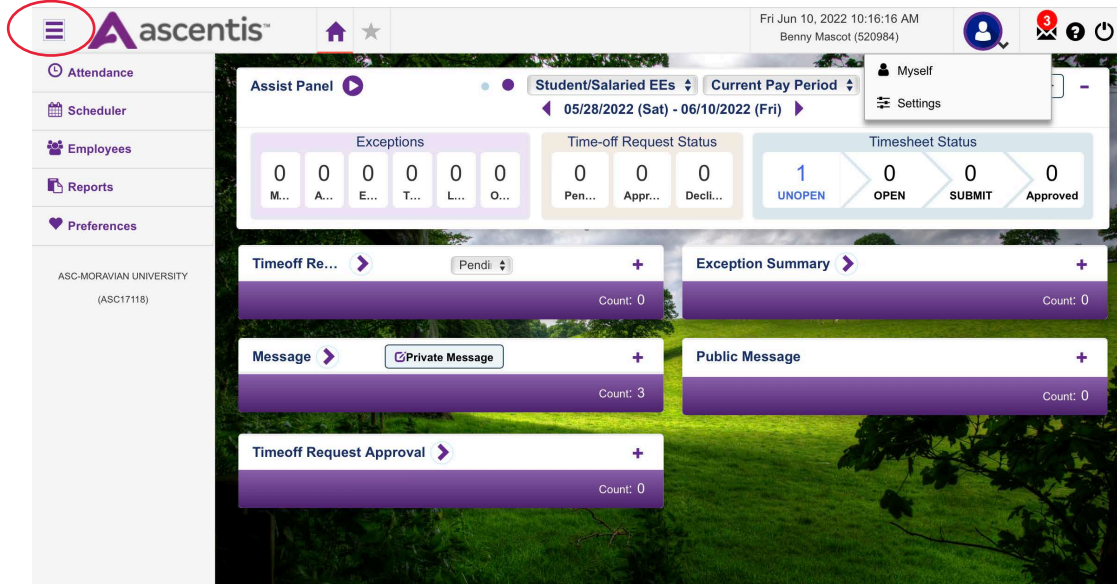 ascentis™
Fri Jun 10, 2022 10:16:16 AM
Benny Mascot (520984)
3
?
Myself
Settings
Attendance
Scheduler
Employees
Reports
Preferences
ASC-MORAVIAN UNIVERSITY
(ASC17118)
Assist Panel
Student/Salaried EEs
Current Pay Period
05/28/2022 (Sat) - 06/10/2022 (Fri)
Exceptions
0 0 0 0 0 0
M... A... E... T... L... O...
Time-off Request Status
0 0 0
Pen... Appr... Decli...
Timesheet Status
1 0 0 0
UNOPEN OPEN SUBMIT Approved
Timeoff Re...
Pendi
Count: 0
Exception Summary
Count: 0
Message
Private Message
Count: 3
Public Message
Count: 0
Timeoff Request Approval
Count: 0